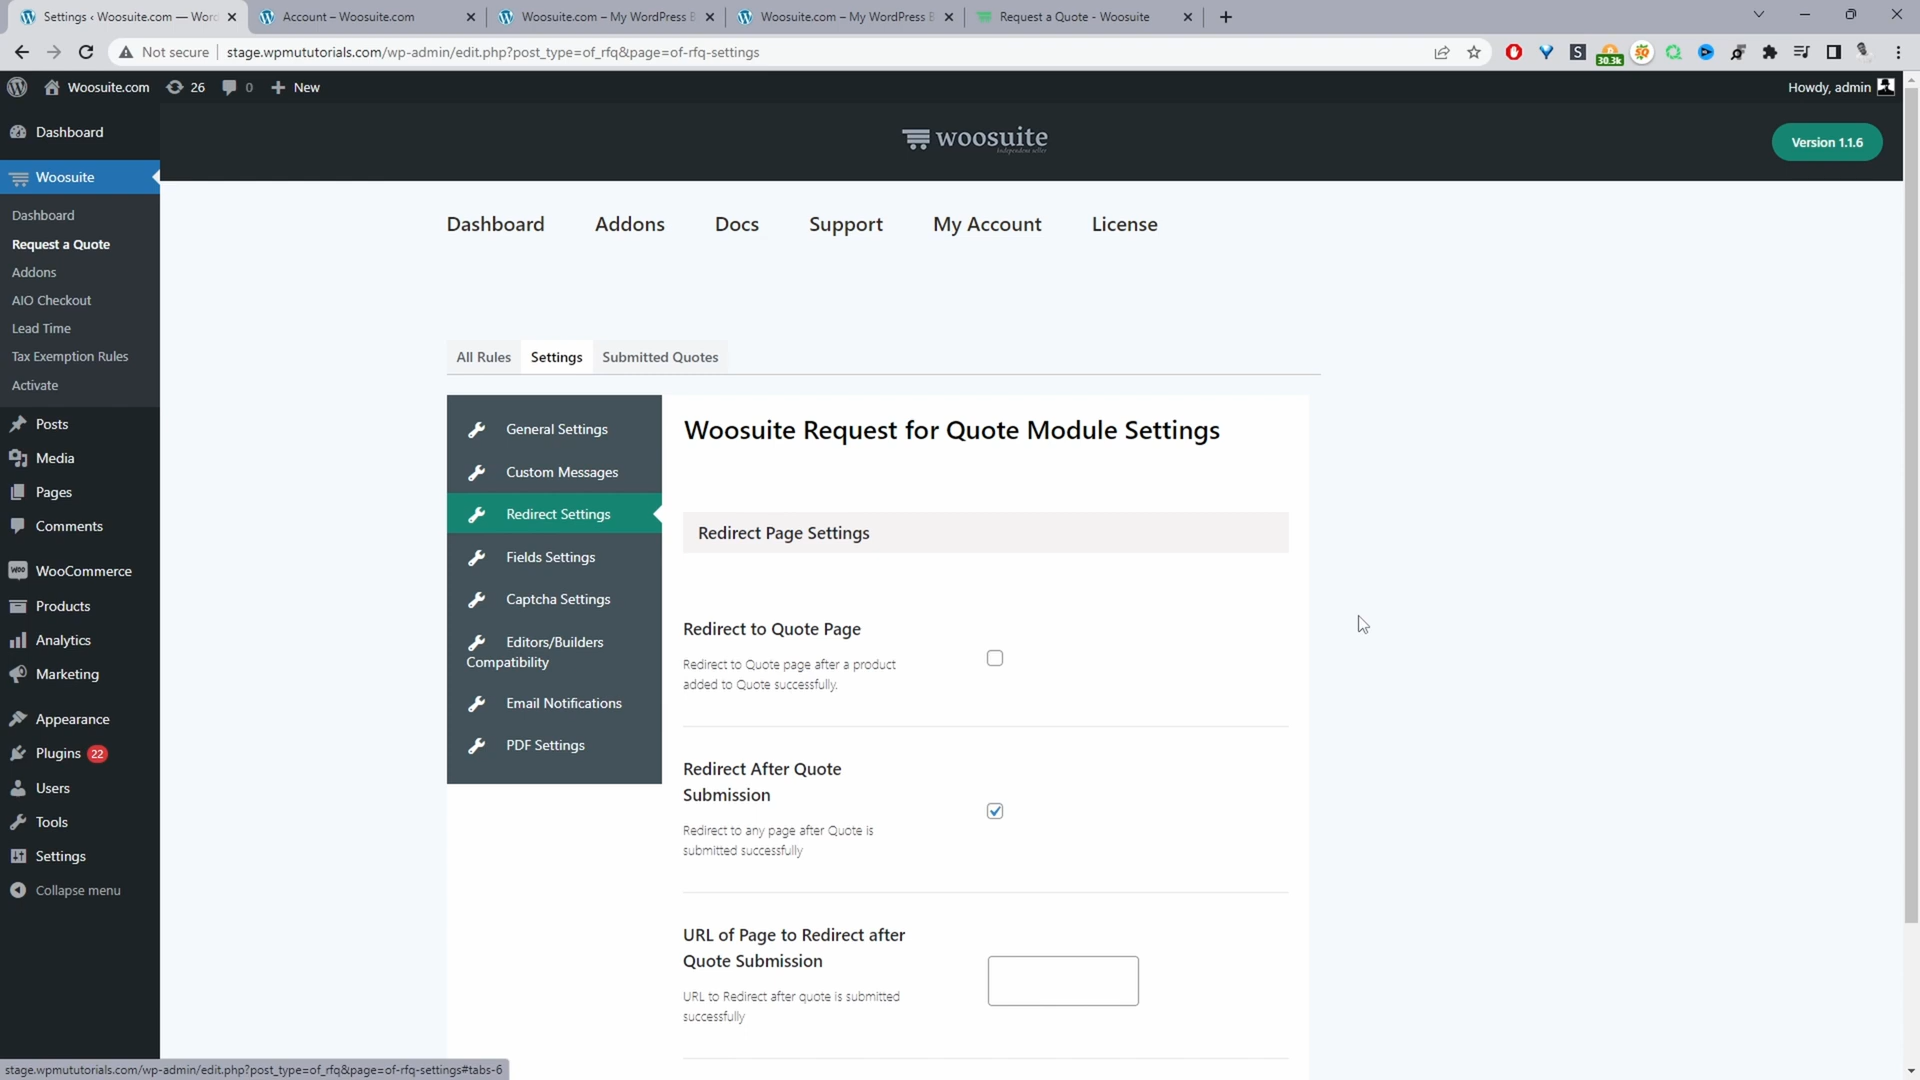 Settings ‹ Woosuite.com — Wor
Account – Woosuite.com
Woosuite.com – My WordPress B
Woosuite.com – My WordPress B
Request a Quote - Woosuite
Not secure
stage.wpmututorials.com/wp-admin/edit.php?post_type=of_rfq&page=of-rfq-settings
30.3k
Woosuite.com
26
0
New
Howdy, admin
Dashboard
Woosuite
Dashboard
Request a Quote
Addons
AIO Checkout
Lead Time
Tax Exemption Rules
Activate
Posts
Media
Pages
Comments
WooCommerce
Products
Analytics
Marketing
Appearance
Plugins 22
Users
Tools
Settings
Collapse menu
woosuite
independent seller
Version 1.1.6
Dashboard
Addons
Docs
Support
My Account
License
All Rules
Settings
Submitted Quotes
General Settings
Custom Messages
Redirect Settings
Fields Settings
Captcha Settings
Editors/Builders
Compatibility
Email Notifications
PDF Settings
Woosuite Request for Quote Module Settings
Redirect Page Settings
Redirect to Quote Page
Redirect to Quote page after a product
added to Quote successfully.
Redirect After Quote
Submission
Redirect to any page after Quote is
submitted successfully
URL of Page to Redirect after
Quote Submission
URL to Redirect after quote is submitted
successfully
stage.wpmututorials.com/wp-admin/edit.php?post_type=of_rfq&page=of-rfq-settings#tabs-6